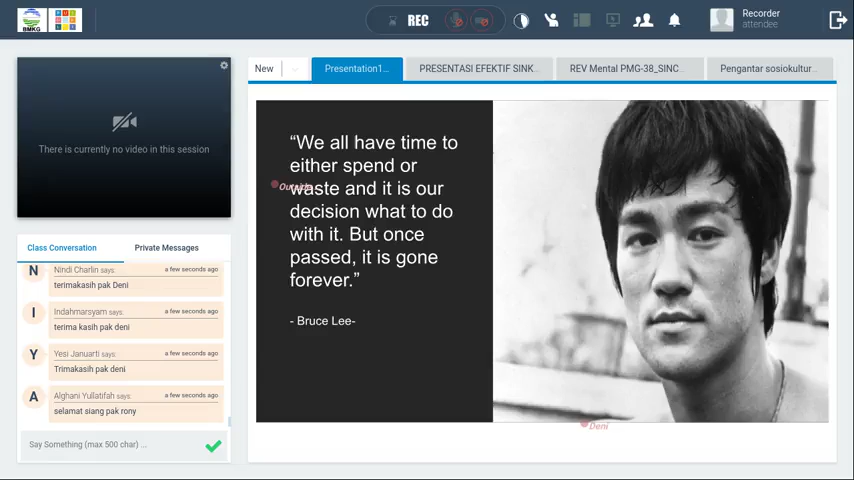 BMKG
REC
Recorder
attendee
New
Presentation1...
PRESENTASI EFEKTIF SINK..
REV Mental PMG-38_SINC...
Pengantar sosiokultur...
There is currently no video in this session
“We all have time to
either spend or
waste and it is our
decision what to do
with it. But once
passed, it is gone
forever.”
- Bruce Lee-
Deni
Class Conversation
Private Messages
N
Nindi Charlin says:
a few seconds ago
terimakasih pak Deni
I
Indahmarsyam says:
a few seconds ago
terima kasih pak deni
Y
Yesi Januarti says:
a few seconds ago
Trimakasih pak deni
A
Alghani Yullatifah says:
a few seconds ago
selamat siang pak rony
Say Something (max 500 char) ...